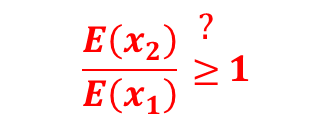 ?
E(x₂)
≥ 1
E(x₁)